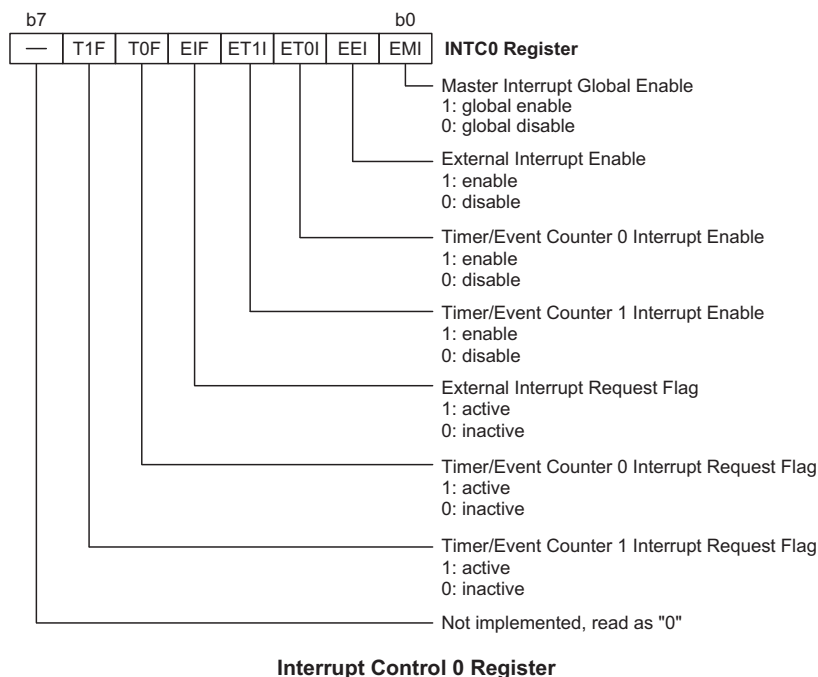 b7 b0
— T1F T0F EIF ET1I ET0I EEI EMI INTC0 Register
Master Interrupt Global Enable
1: global enable
0: global disable
External Interrupt Enable
1: enable
0: disable
Timer/Event Counter 0 Interrupt Enable
1: enable
0: disable
Timer/Event Counter 1 Interrupt Enable
1: enable
0: disable
External Interrupt Request Flag
1: active
0: inactive
Timer/Event Counter 0 Interrupt Request Flag
1: active
0: inactive
Timer/Event Counter 1 Interrupt Request Flag
1: active
0: inactive
Not implemented, read as "0"
Interrupt Control 0 Register